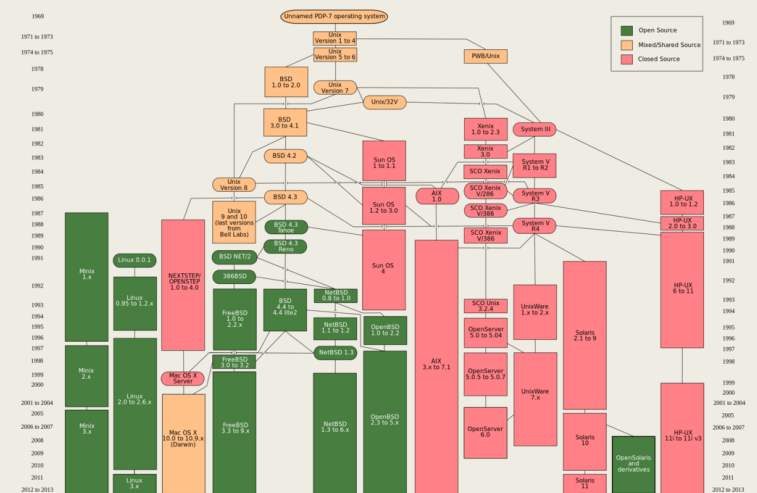 1969
1971 to 1973
1974 to 1975
1978
1979
1980
1981
1982
1983
1984
1985
1986
1987
1988
1989
1990
1991
1992
1993
1994
1995
1996
1997
1998
1999
2000
2001 to 2004
2005
2006 to 2007
2008
2009
2010
2011
2012 to 2013
Unnamed PDP-7 operating system
Unix
Version 1 to 4
Unix
Version 5 to 6
PWB/Unix
BSD
1.0 to 2.0
Unix
Version 7
Unix/32V
BSD
3.0 to 4.1
Xenix
1.0 to 2.3
System III
Xenix
3.0
BSD 4.2
Sun OS
1 to 1.1
System V
R1 to R2
SCO Xenix
Unix
Version 8
SCO Xenix
V/286
AIX
1.0
System V
R3
BSD 4.3
Sun OS
1.2 to 3.0
HP-UX
1.0 to 1.2
Unix
9 and 10
(last versions
from
Bell Labs)
SCO Xenix
V/386
BSD 4.3
Tahoe
System V
R4
HP-UX
2.0 to 3.0
SCO Xenix
V/386
BSD 4.3
Reno
BSD NET/2
Linux 0.0.1
Minix
1.x
NEXTSTEP/
OPENSTEP
1.0 to 4.0
386BSD
Sun OS
4
HP-UX
6 to 11
Linux
0.95 to 1.2.x
NetBSD
0.8 to 1.0
BSD
4.4 to
4.4 lite2
FreeBSD
1.0 to
2.2.x
SCO Unix
3.2.4
UnixWare
1.x to 2.x
NetBSD
1.1 to 1.2
OpenBSD
1.0 to 2.2
OpenServer
5.0 to 5.04
Solaris
2.1 to 9
NetBSD 1.3
FreeBSD
3.0 to 3.2
AIX
3.x to 7.1
OpenServer
5.0.5 to 5.0.7
Minix
2.x
Mac OS X
Server
Linux
2.0 to 2.6.x
UnixWare
7.x
OpenBSD
2.3 to 5.x
Minix
3.x
Mac OS X
10.0 to 10.9.x
(Darwin)
FreeBSD
3.3 to 9.x
NetBSD
1.3 to 6.x
OpenServer
6.0
Solaris
10
HP-UX
11i to 11i v3
OpenSolaris
and
derivatives
Linux
3.x
Solaris
11
Open Source
Mixed/Shared Source
Closed Source
1969
1971 to 1973
1974 to 1975
1978
1979
1980
1981
1982
1983
1984
1985
1986
1987
1988
1989
1990
1991
1992
1993
1994
1995
1996
1997
1998
1999
2000
2001 to 2004
2005
2006 to 2007
2008
2009
2010
2011
2012 to 2013